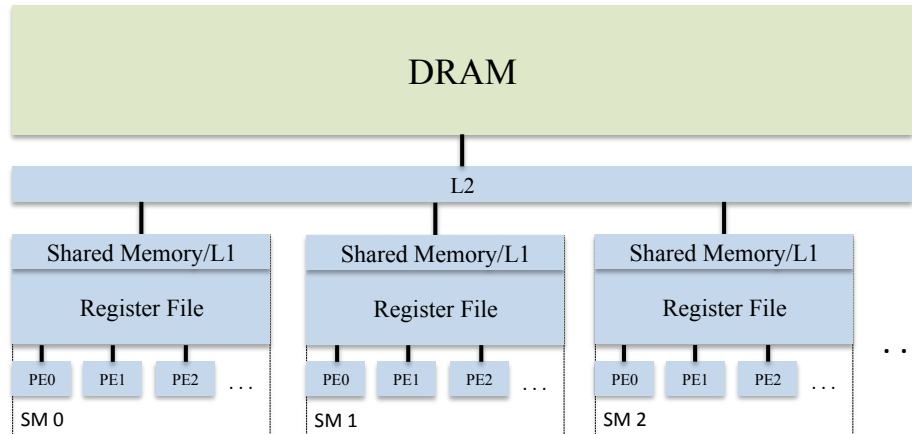 DRAM
L2
Shared Memory/L1 Shared Memory/L1 Shared Memory/L1
Register File Register File Register File
PE0 PE1 PE2 ... PE0 PE1 PE2 ... PE0 PE1 PE2 ...
. .
SM 0 SM 1 SM 2